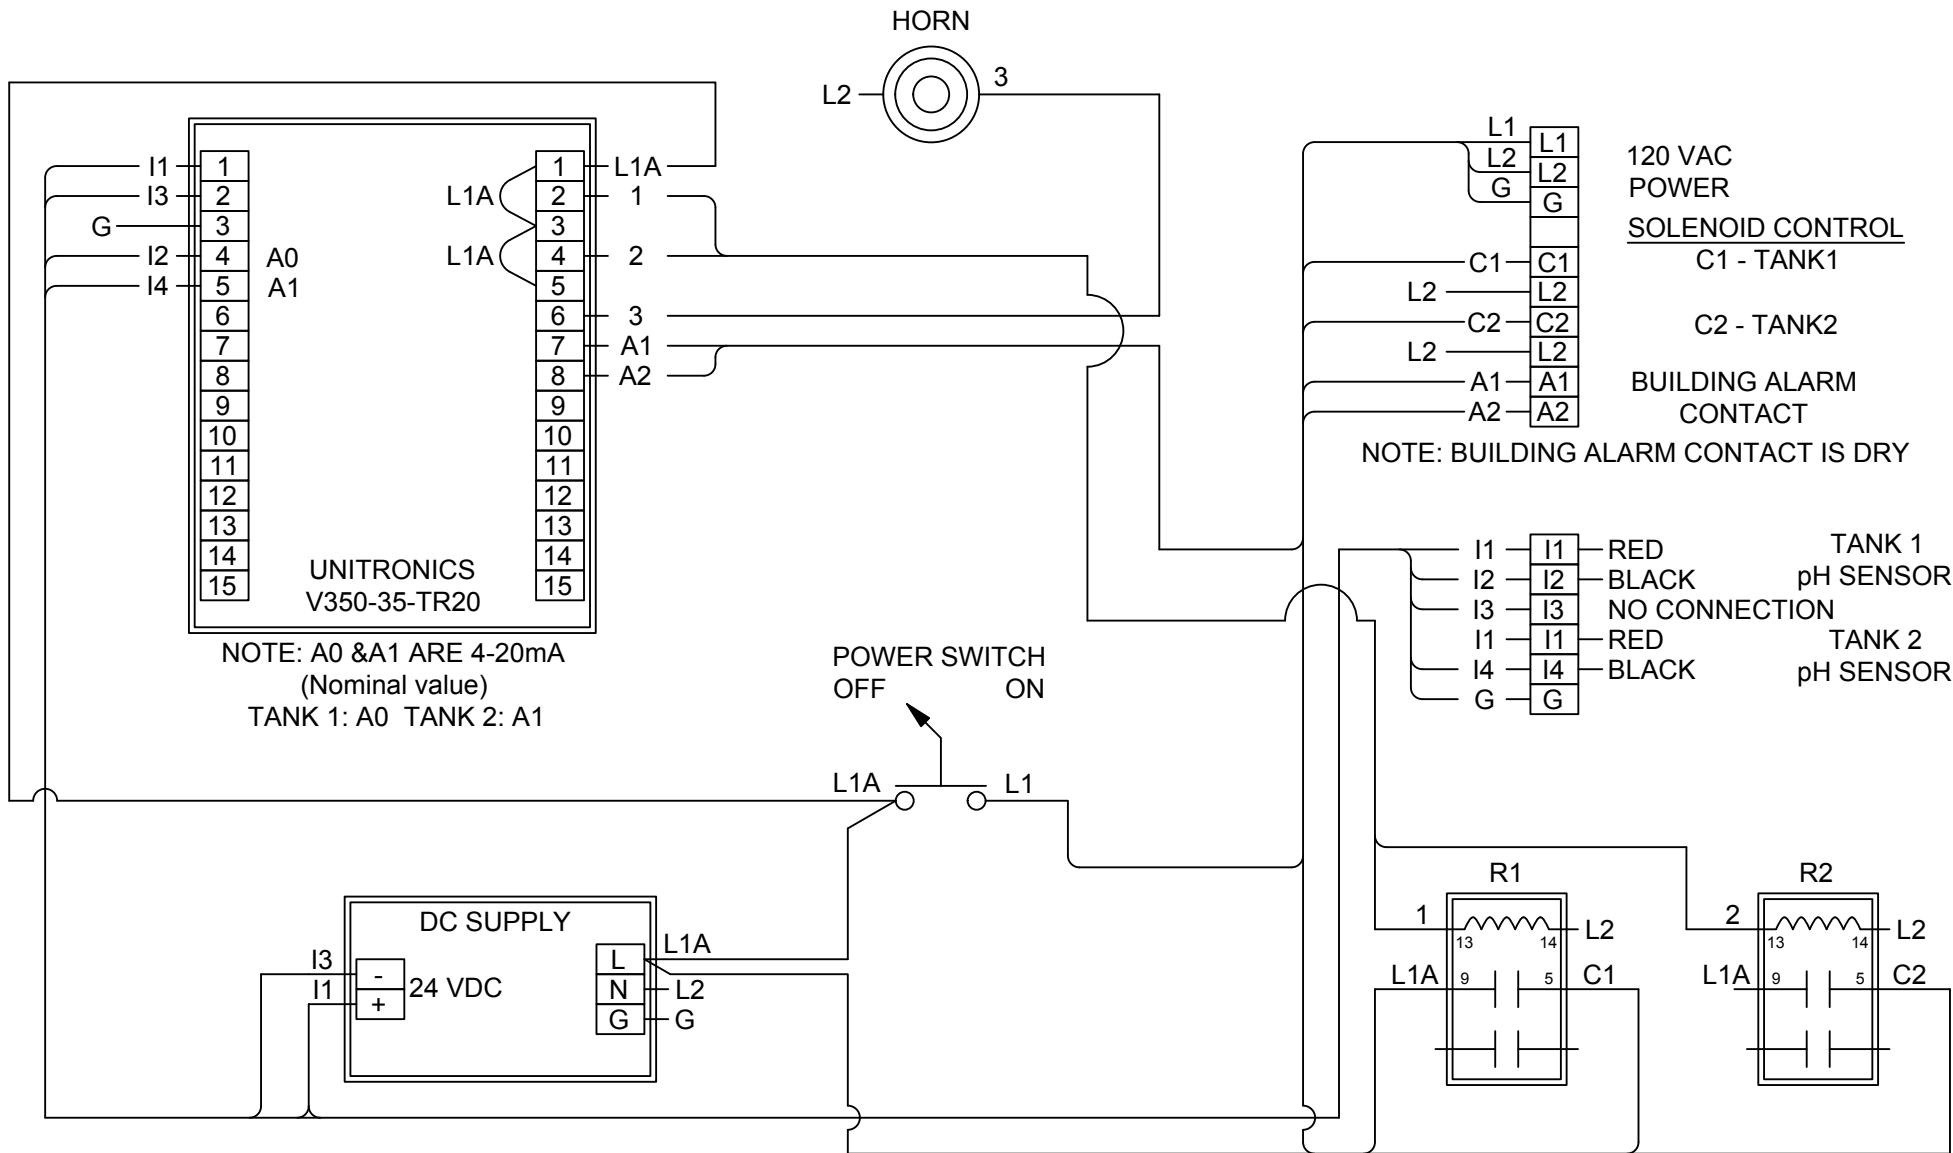 HORN
L2
3
I1
1
I3
2
G
3
I2
4
A0
I4
5
A1
6
7
8
9
10
11
12
13
14
15
1
L1A
L1A
2
1
3
L1A
4
2
5
6
3
7
A1
8
A2
9
10
11
12
13
14
15
UNITRONICS
V350-35-TR20
NOTE: A0 &A1 ARE 4-20mA
(Nominal value)
TANK 1: A0 TANK 2: A1
L1
L1
L2
L2
G
G
120 VAC
POWER
SOLENOID CONTROL
C1
C1
C1 - TANK1
L2
L2
C2
C2
C2 - TANK2
L2
L2
A1
A1
A2
A2
BUILDING ALARM
CONTACT
NOTE: BUILDING ALARM CONTACT IS DRY
I1
I1
RED
I2
I2
BLACK
TANK 1
pH SENSOR
I3
I3
NO CONNECTION
I1
I1
RED
I4
I4
BLACK
TANK 2
pH SENSOR
G
G
POWER SWITCH
OFF ON
L1A
L1
DC SUPPLY
I3
-
I1
+
24 VDC
L
L1A
N
L2
G
G
R1
1
13
14
L2
L1A
9
5
C1
R2
2
13
14
L2
L1A
9
5
C2